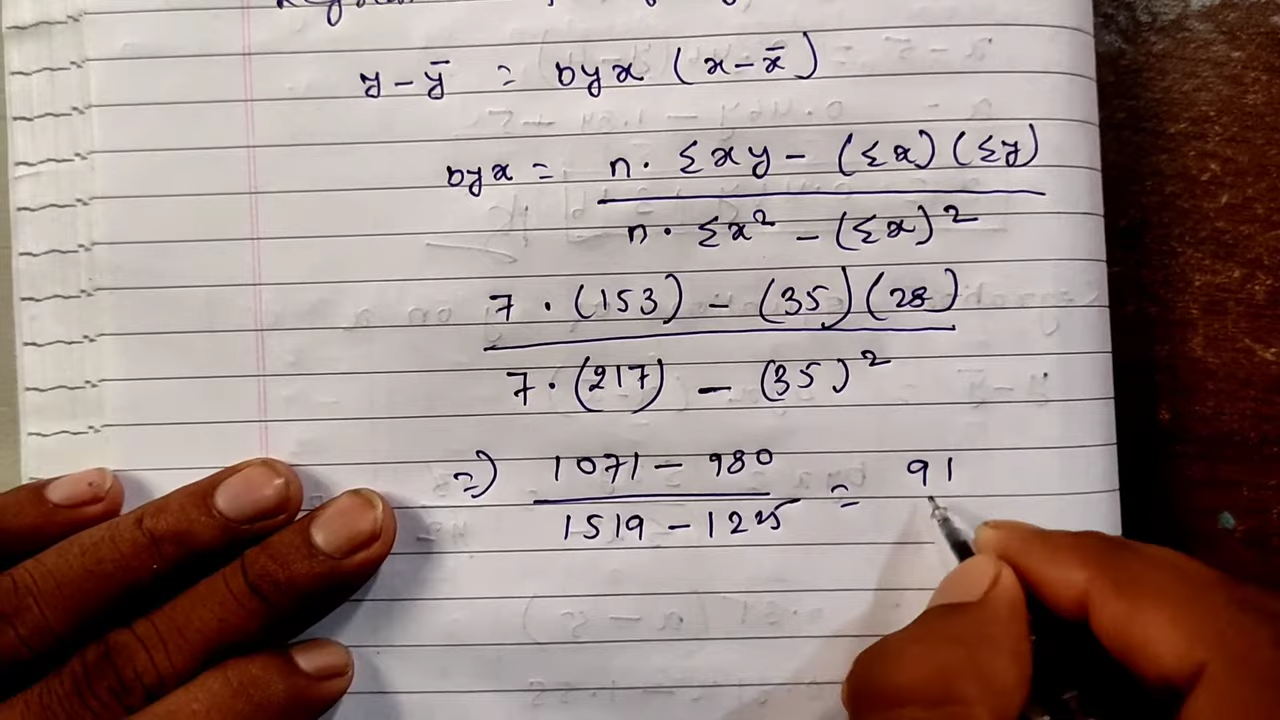 y - ȳ = byx (x - x̄)
byx = n · Σxy - (Σx) (Σy)
n · Σx² - (Σx)²
7 · (153) - (35) (28)
7 · (217) - (35)²
=) 1071 - 980 = 91
1519 - 1225